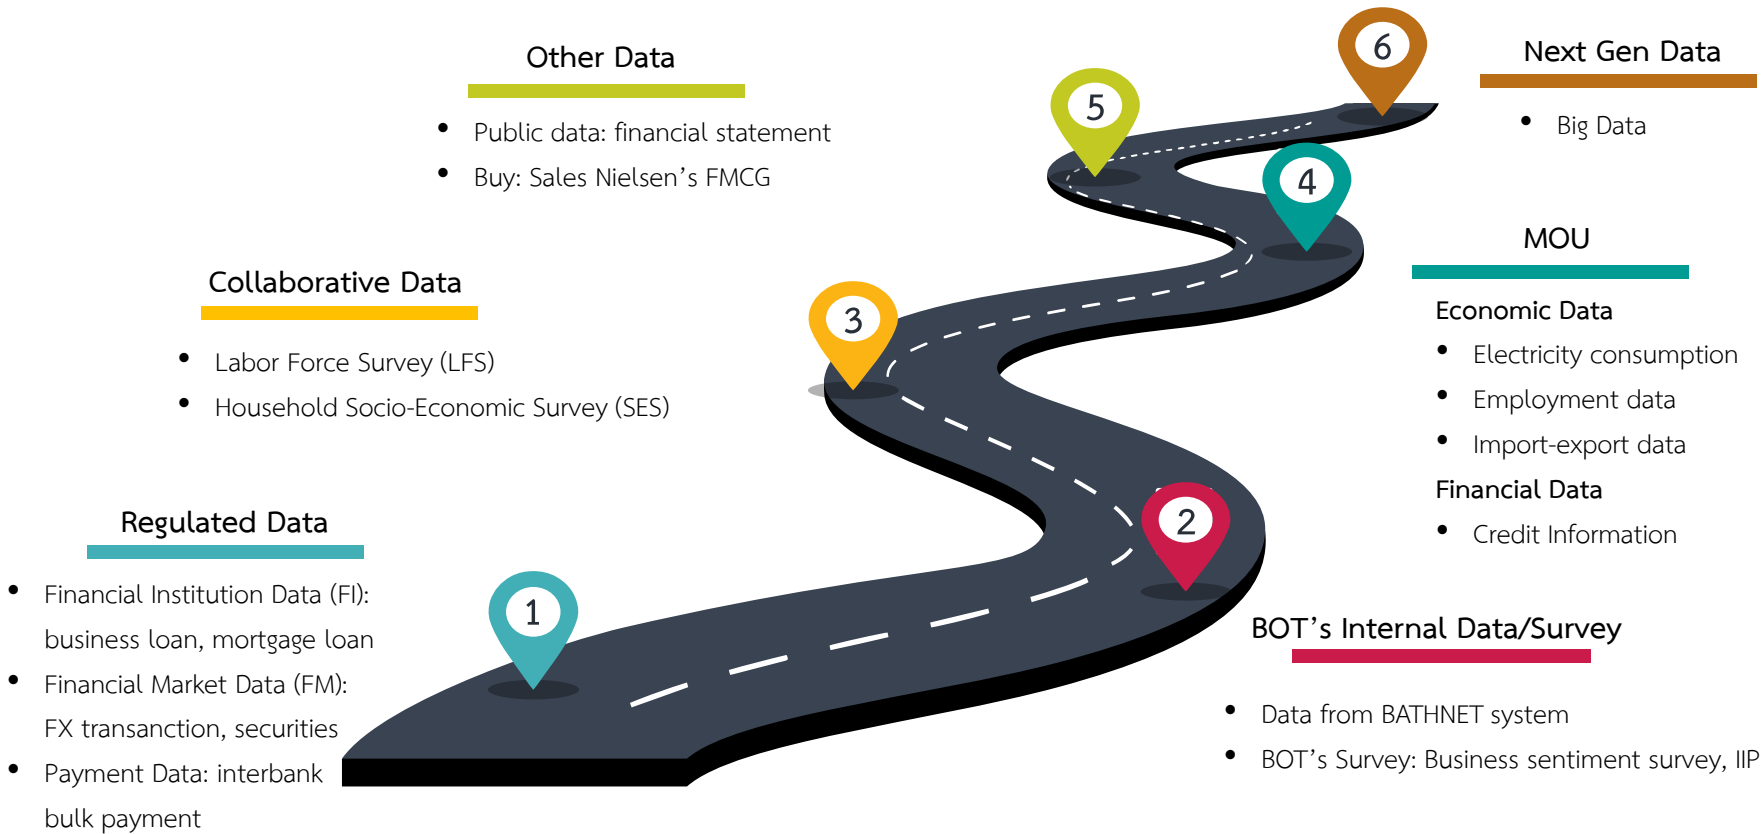 1
Regulated Data
• Financial Institution Data (FI):
business loan, mortgage loan
• Financial Market Data (FM):
FX transanction, securities
• Payment Data: interbank
bulk payment
2
BOT's Internal Data/Survey
• Data from BATHNET system
• BOT's Survey: Business sentiment survey, IIP
3
Collaborative Data
• Labor Force Survey (LFS)
• Household Socio-Economic Survey (SES)
4
MOU
Economic Data
• Electricity consumption
• Employment data
• Import-export data
Financial Data
• Credit Information
5
Other Data
• Public data: financial statement
• Buy: Sales Nielsen's FMCG
6
Next Gen Data
• Big Data